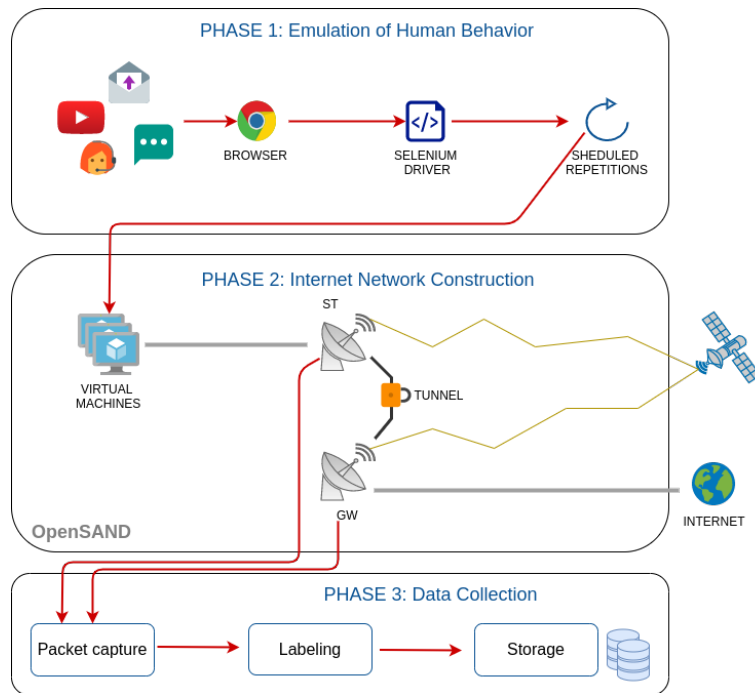 PHASE 1: Emulation of Human Behavior
BROWSER
SELENIUM
DRIVER
SHEDULED
REPETITIONS
PHASE 2: Internet Network Construction
ST
VIRTUAL
MACHINES
TUNNEL
GW
INTERNET
OpenSAND
PHASE 3: Data Collection
Packet capture
Labeling
Storage